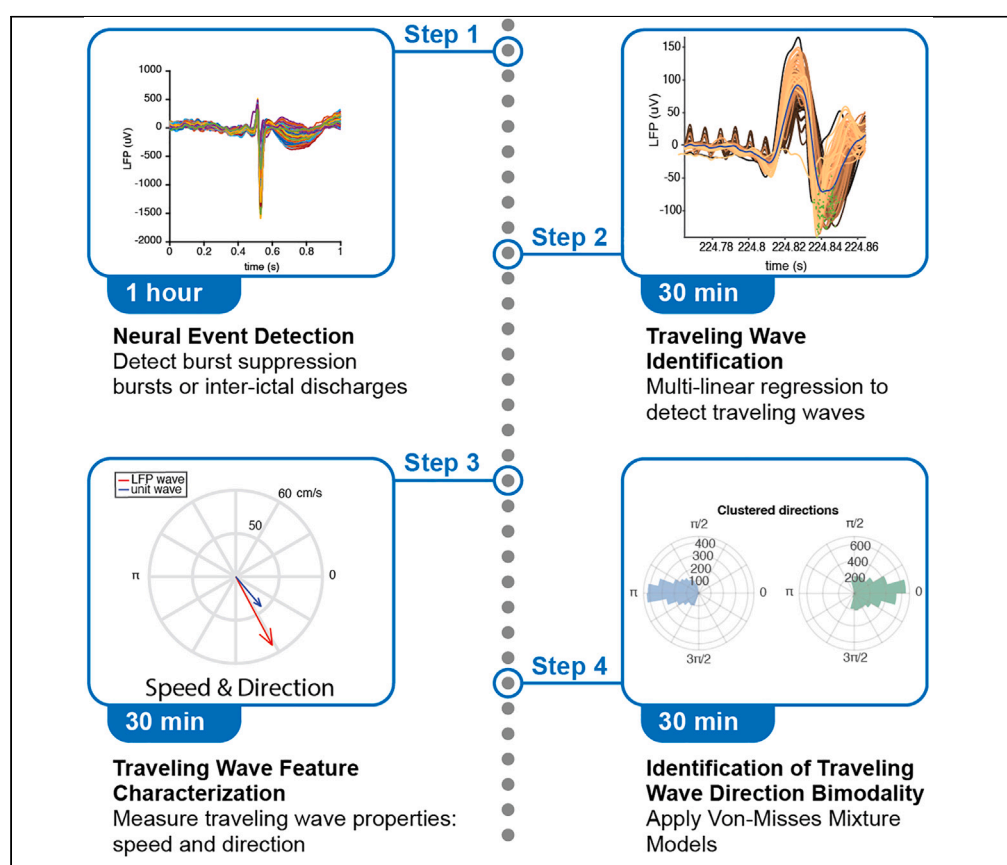 Step 1
1000
500
0
-500
-1000
-1500
-2000
LFP (uV)
0 0.2 0.4 0.6 0.8 1
time (s)
1 hour
Neural Event Detection
Detect burst suppression
bursts or inter-ictal discharges
Step 2
150
100
50
0
-50
-100
LFP (uV)
224.78 224.8 224.82 224.84 224.86
time (s)
30 min
Traveling Wave
Identification
Multi-linear regression to
detect traveling waves
Step 3
LFP wave
unit wave
60 cm/s
50
π
0
Speed & Direction
30 min
Traveling Wave Feature
Characterization
Measure traveling wave properties:
speed and direction
Step 4
Clustered directions
π/2
400
300
200
100
π
0
3π/2
π/2
600
400
200
π
0
3π/2
30 min
Identification of Traveling
Wave Direction Bimodality
Apply Von-Misses Mixture
Models